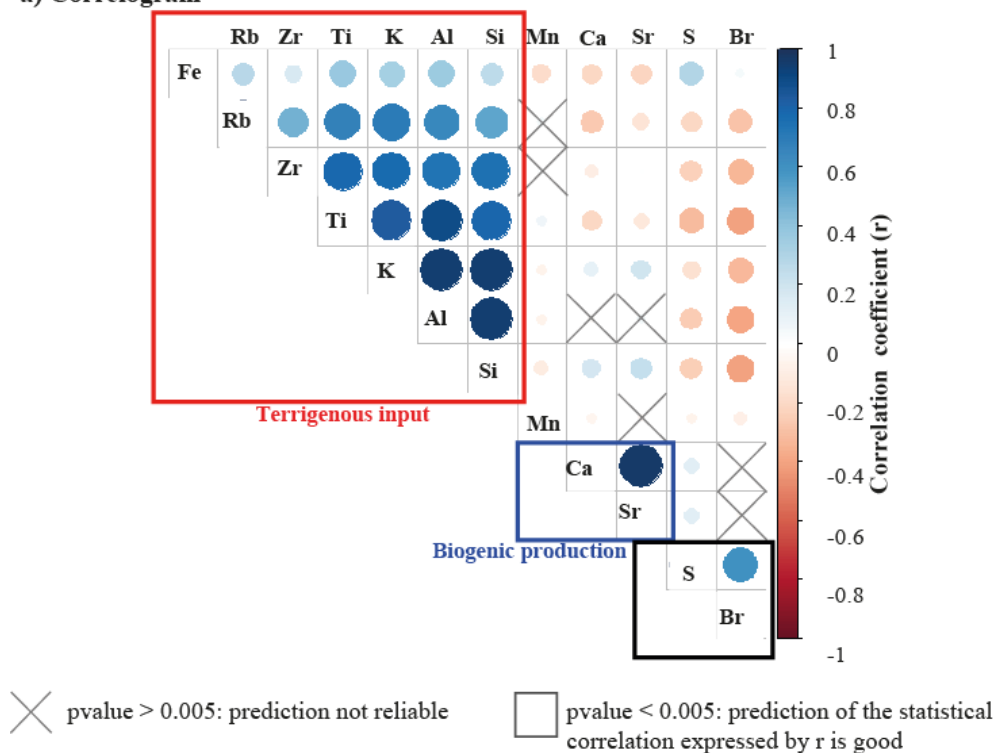 a) Correlogram
Rb Zr Ti K Al Si Mn Ca Sr S Br
Fe
Rb
Zr
Ti
K
Al
Si
Mn
Ca
Sr
S
Br
Terrigenous input
Biogenic production
1
0.8
0.6
0.4
0.2
0
-0.2
-0.4
-0.6
-0.8
-1
Correlation coefficient (r)
pvalue > 0.005: prediction not reliable
pvalue < 0.005: prediction of the statistical
correlation expressed by r is good